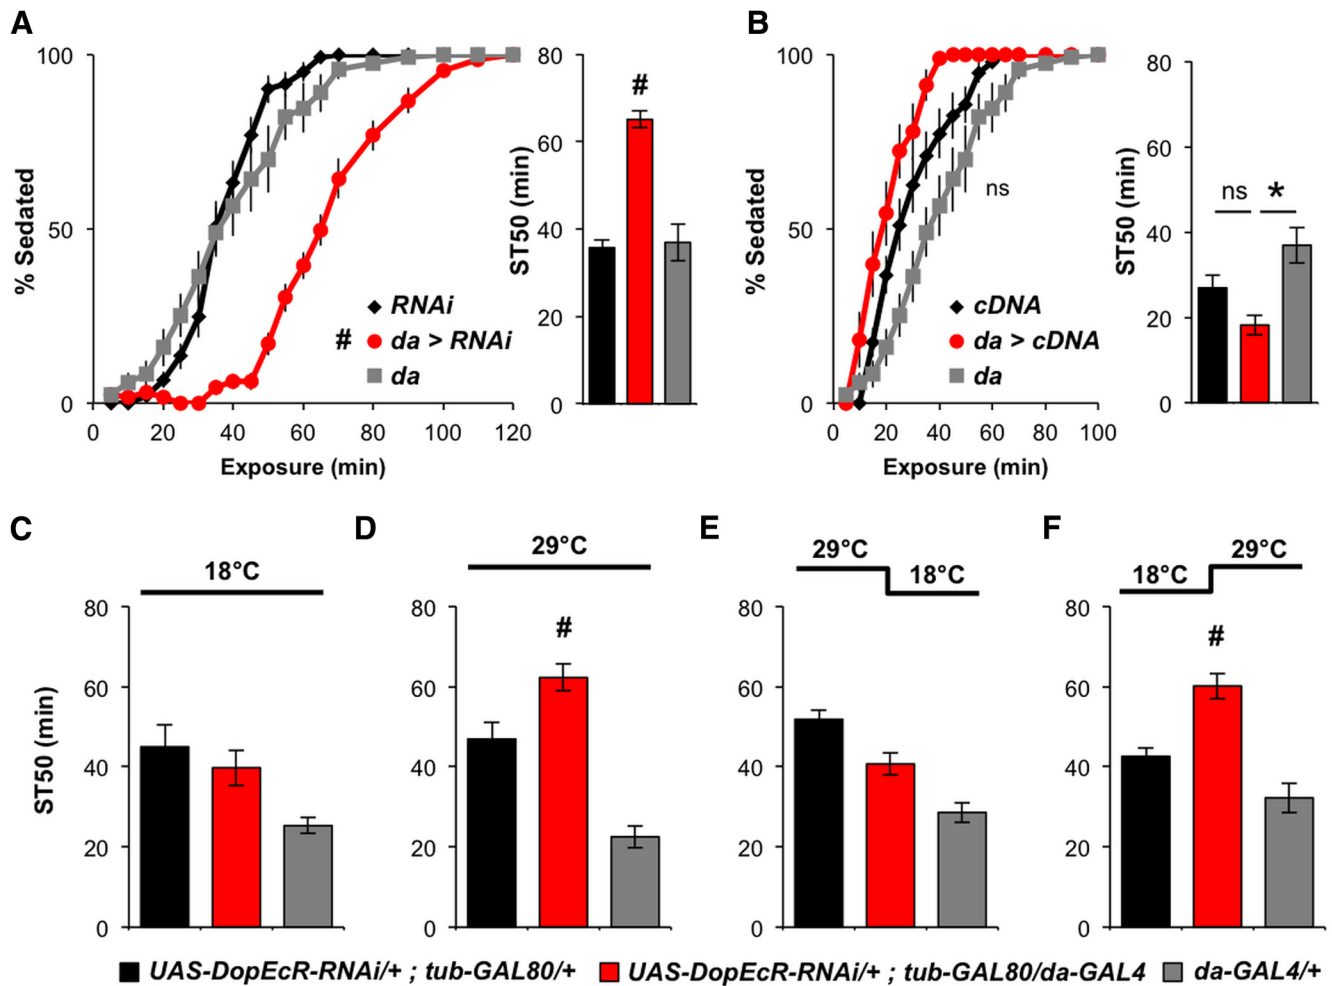 A
100
50
0
% Sedated
0 20 40 60 80 100 120
Exposure (min)
RNAi
# da > RNAi
da
80
60
40
20
0
ST50 (min)
#
B
100
50
0
% Sedated
0 20 40 60 80 100
Exposure (min)
ns
cDNA
da > cDNA
da
80
60
40
20
0
ST50 (min)
ns *
C
18°C
80
60
40
20
0
ST50 (min)
D
29°C
80
60
40
20
0
#
E
29°C
18°C
80
60
40
20
0
F
29°C
18°C
80
60
40
20
0
#
UAS-DopEcR-RNAi/+ ; tub-GAL80/+ UAS-DopEcR-RNAi/+ ; tub-GAL80/da-GAL4 da-GAL4/+